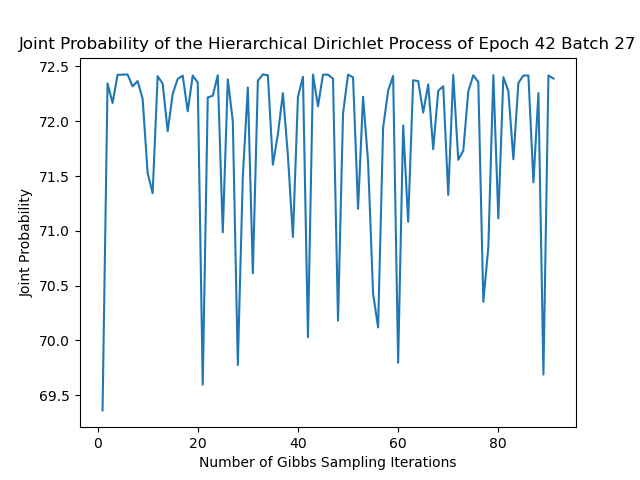 Joint Probability of the Hierarchical Dirichlet Process of Epoch 42 Batch 27
72.5
72.0
71.5
71.0
70.5
70.0
69.5
Joint Probability
0 20 40 60 80
Number of Gibbs Sampling Iterations